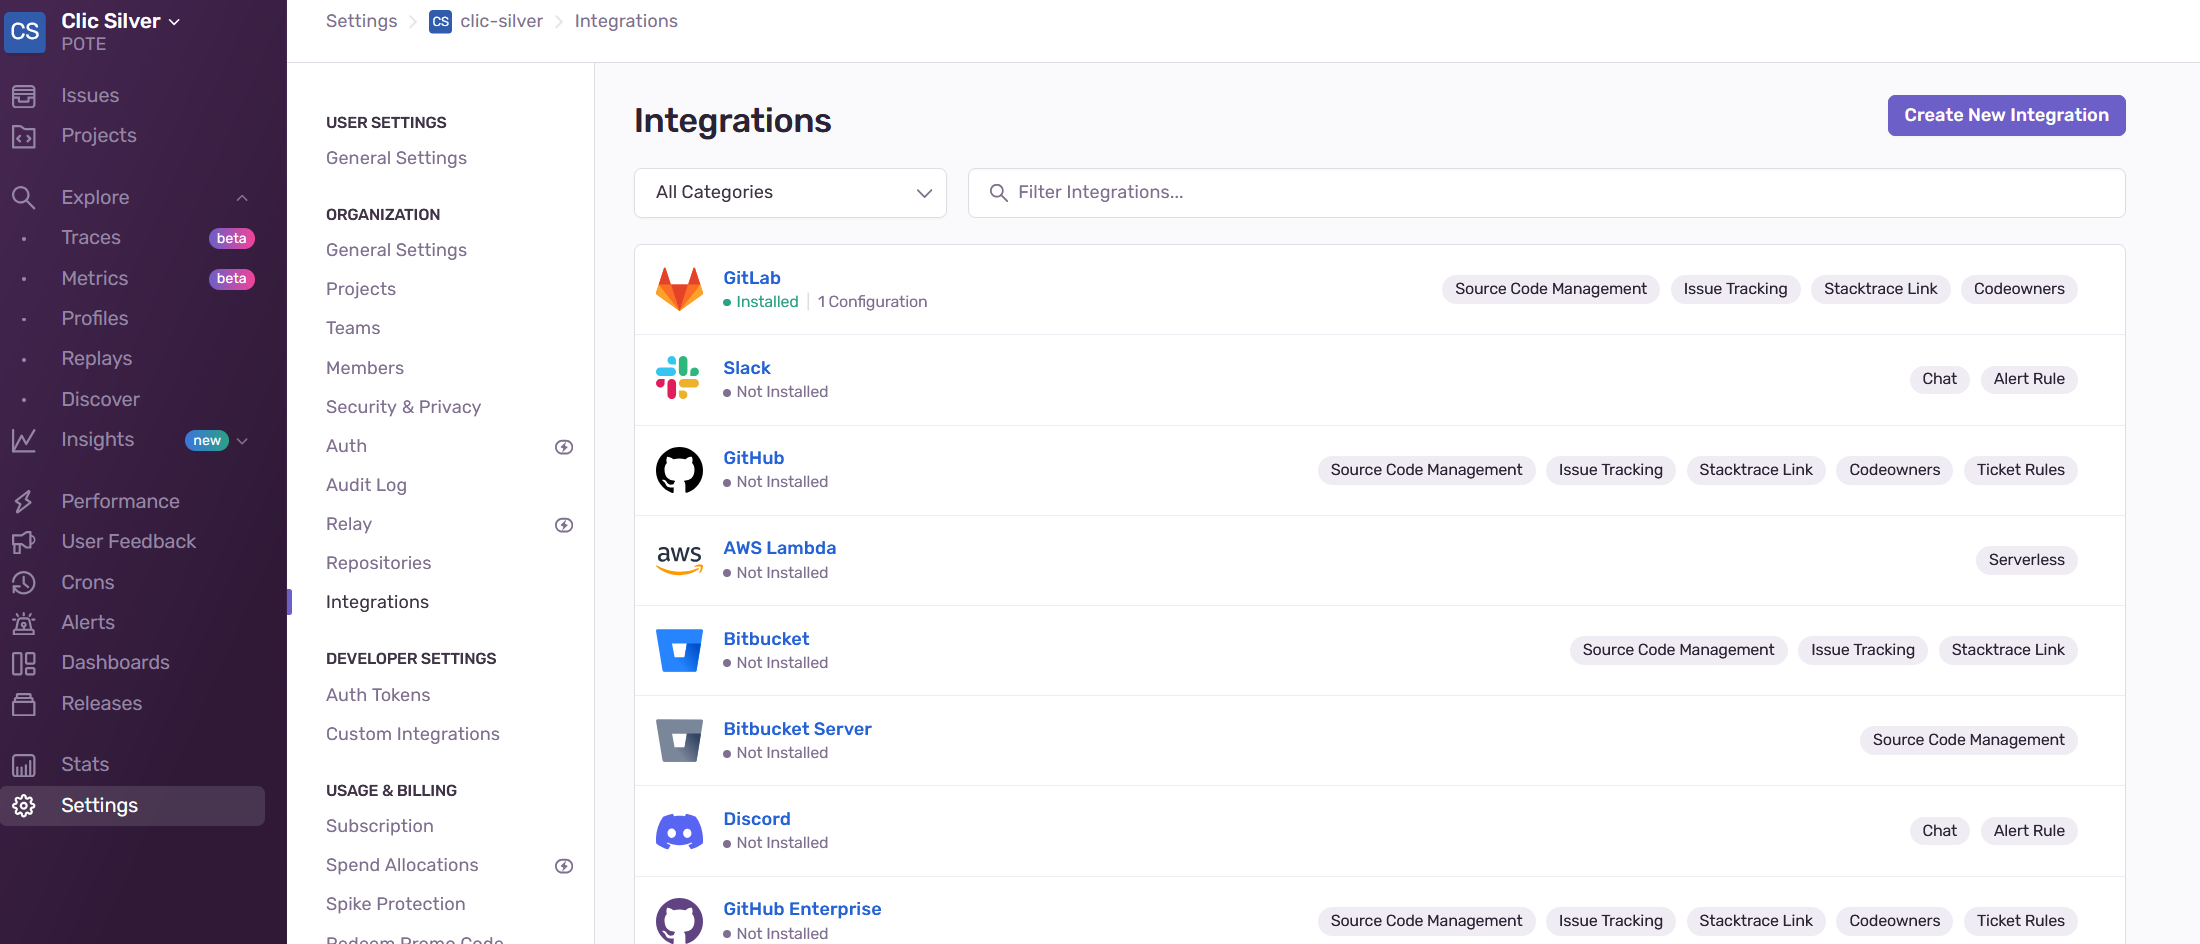 CS
Clic Silver
POTE
Issues
Projects
Explore
Traces beta
Metrics beta
Profiles
Replays
Discover
Insights new
Performance
User Feedback
Crons
Alerts
Dashboards
Releases
Stats
Settings
Settings CS clic-silver Integrations
USER SETTINGS
General Settings
ORGANIZATION
General Settings
Projects
Teams
Members
Security & Privacy
Auth
Audit Log
Relay
Repositories
Integrations
DEVELOPER SETTINGS
Auth Tokens
Custom Integrations
USAGE & BILLING
Subscription
Spend Allocations
Spike Protection
Redeem Promo Code
Integrations
Create New Integration
All Categories
Filter Integrations...
GitLab
Installed 1 Configuration
Source Code Management Issue Tracking Stacktrace Link Codeowners
Slack
Not Installed
Chat Alert Rule
GitHub
Not Installed
Source Code Management Issue Tracking Stacktrace Link Codeowners Ticket Rules
aws
AWS Lambda
Not Installed
Serverless
Bitbucket
Not Installed
Source Code Management Issue Tracking Stacktrace Link
Bitbucket Server
Not Installed
Source Code Management
Discord
Not Installed
Chat Alert Rule
GitHub Enterprise
Not Installed
Source Code Management Issue Tracking Stacktrace Link Codeowners Ticket Rules